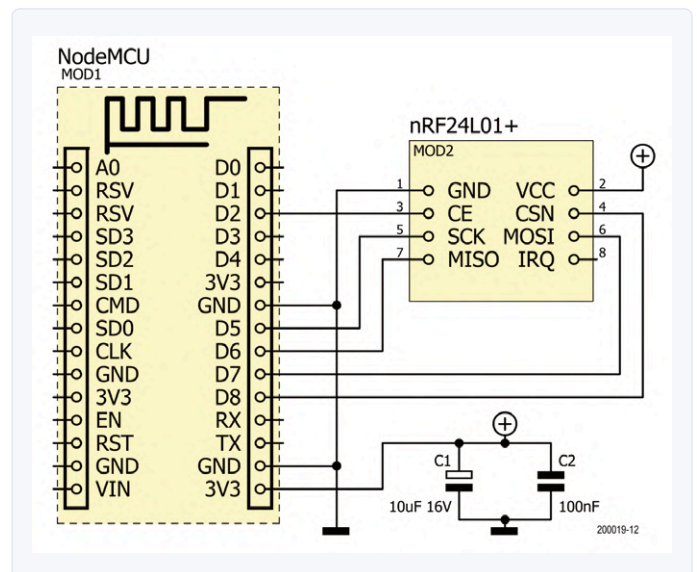 NodeMCU
MOD1
A0 D0
RSV D1
RSV D2
SD3 D3
SD2 D4
SD1 3V3
CMD GND
SD0 D5
CLK D6
GND D7
3V3 D8
EN RX
RST TX
GND GND
VIN 3V3
nRF24L01+
MOD2
1 GND VCC 2
3 CE CSN 4
5 SCK MOSI 6
7 MISO IRQ 8
C1 C2
10uF 16V 100nF
200019-12